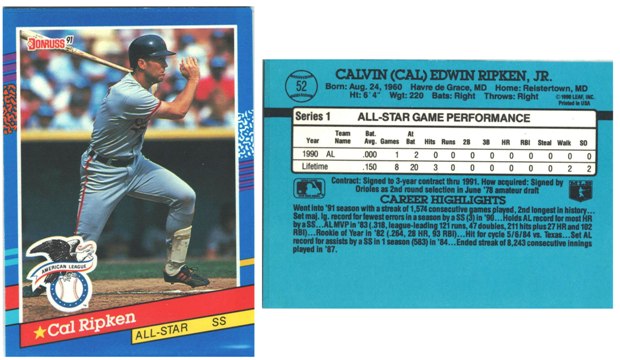 DONRUSS 91
AMERICAN LEAGUE
Cal Ripken
ALL-STAR SS
52
CALVIN (CAL) EDWIN RIPKEN, JR.
Born: Aug. 24, 1960 Havre de Grace, MD Home: Reistertown, MD
Ht: 6'4" Wgt: 220 Bats: Right Throws: Right
© 1990 LEAF, INC.
Printed in USA
Series 1 ALL-STAR GAME PERFORMANCE
Year Team Name Bat. Avg. Games At Bat Hits Runs 2B 3B HR RBI Steal Walk SO
1990 AL .000 1 2 0 0 0 0 0 0 0 0 0
Lifetime .150 8 20 3 0 0 0 0 0 0 2 2
Contract: Signed to 3-year contract thru 1991. How acquired: Signed by
Orioles as 2nd round selection in June '78 amateur draft
CAREER HIGHLIGHTS
Went into '91 season with a streak of 1,574 consecutive games played, 2nd longest in history...
Set maj. lg. record for fewest errors in a season by a SS (3) in '90...Holds AL record for most HR
by a SS...AL MVP in '83 (.318, league-leading 121 runs, 47 doubles, 211 hits plus 27 HR and 102
RBI)...Rookie of Year in '82 (.264, 28 HR, 93 RBI)...Hit for cycle 5/6/84 vs. Texas...Set AL
record for assists by a SS in 1 season (583) in '84...Ended streak of 8,243 consecutive innings
played in '87.